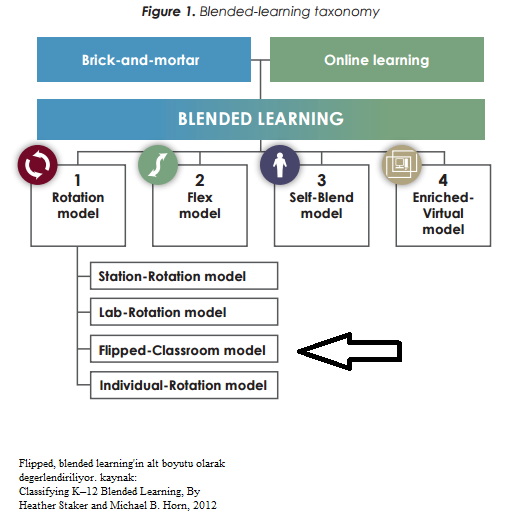 Figure 1. Blended-learning taxonomy
Brick-and-mortar
Online learning
BLENDED LEARNING
1
Rotation
model
2
Flex
model
3
Self-Blend
model
4
Enriched-
Virtual
model
Station-Rotation model
Lab-Rotation model
Flipped-Classroom model
Individual-Rotation model
Flipped, blended learning'in alt boyutu olarak
degerlendiriliyor. kaynak:
Classifying K–12 Blended Learning, By
Heather Staker and Michael B. Horn, 2012